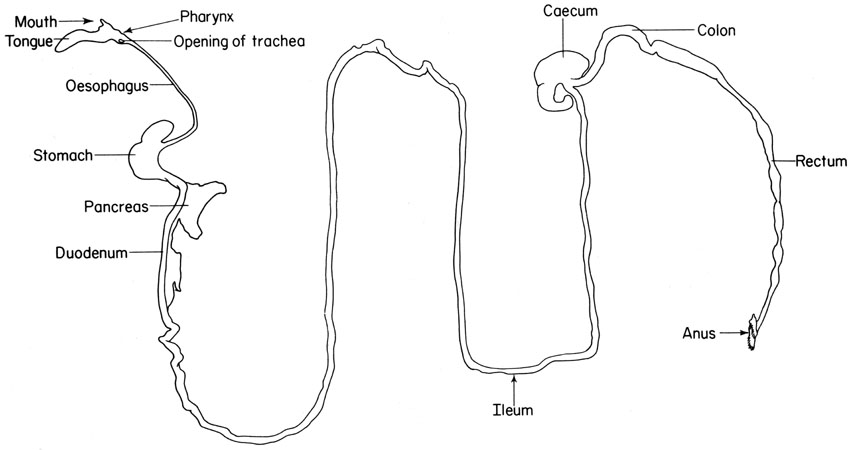 Mouth
Pharynx
Tongue
Opening of trachea
Oesophagus
Stomach
Pancreas
Duodenum
Caecum
Colon
Rectum
Anus
Ileum